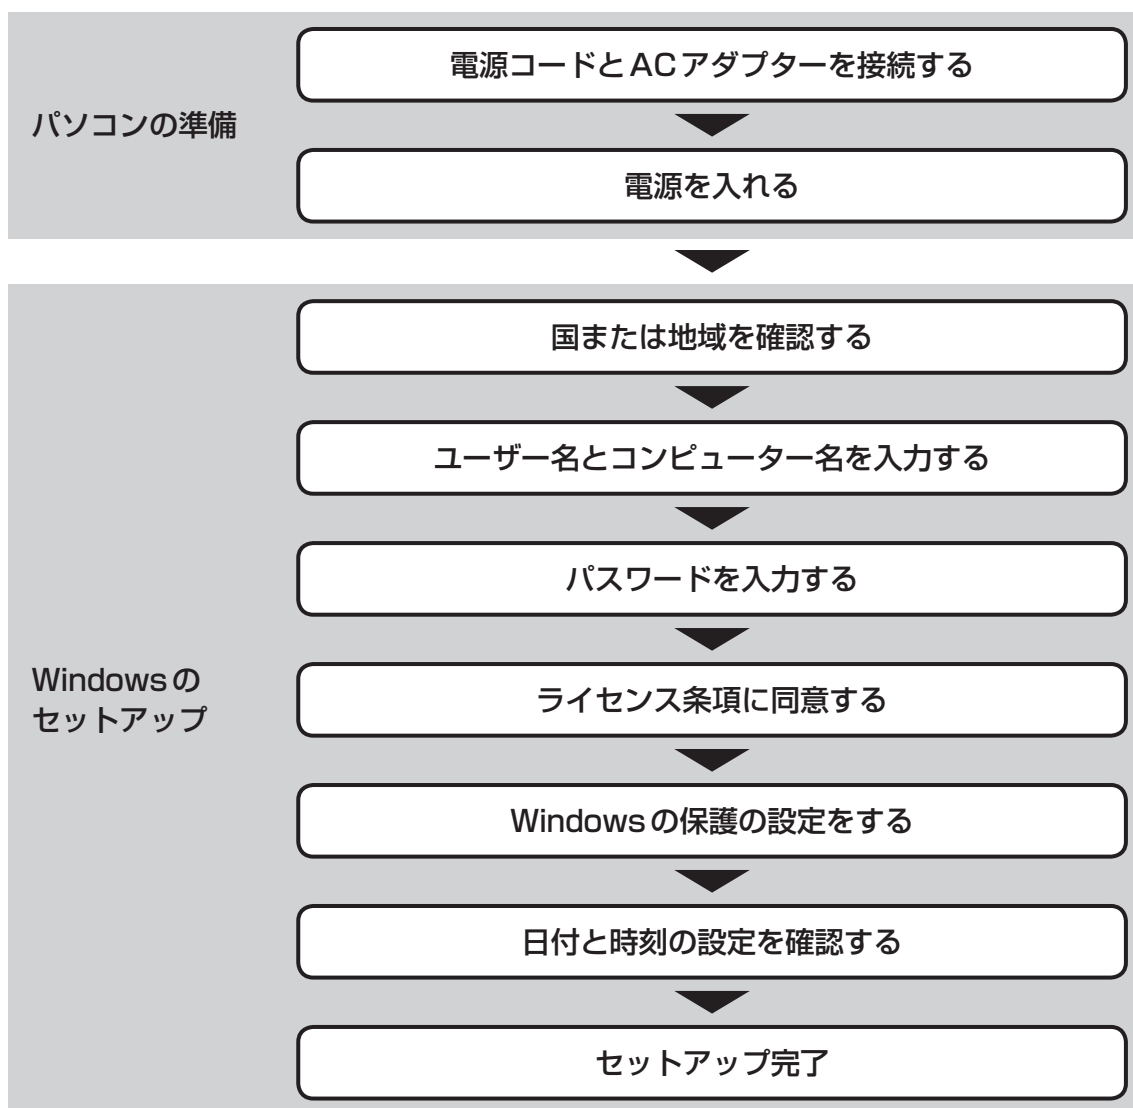 パソコンの準備
電源コードとACアダプターを接続する
電源を入れる
Windowsの
セットアップ
国または地域を確認する
ユーザー名とコンピューター名を入力する
パスワードを入力する
ライセンス条項に同意する
Windowsの保護の設定をする
日付と時刻の設定を確認する
セットアップ完了